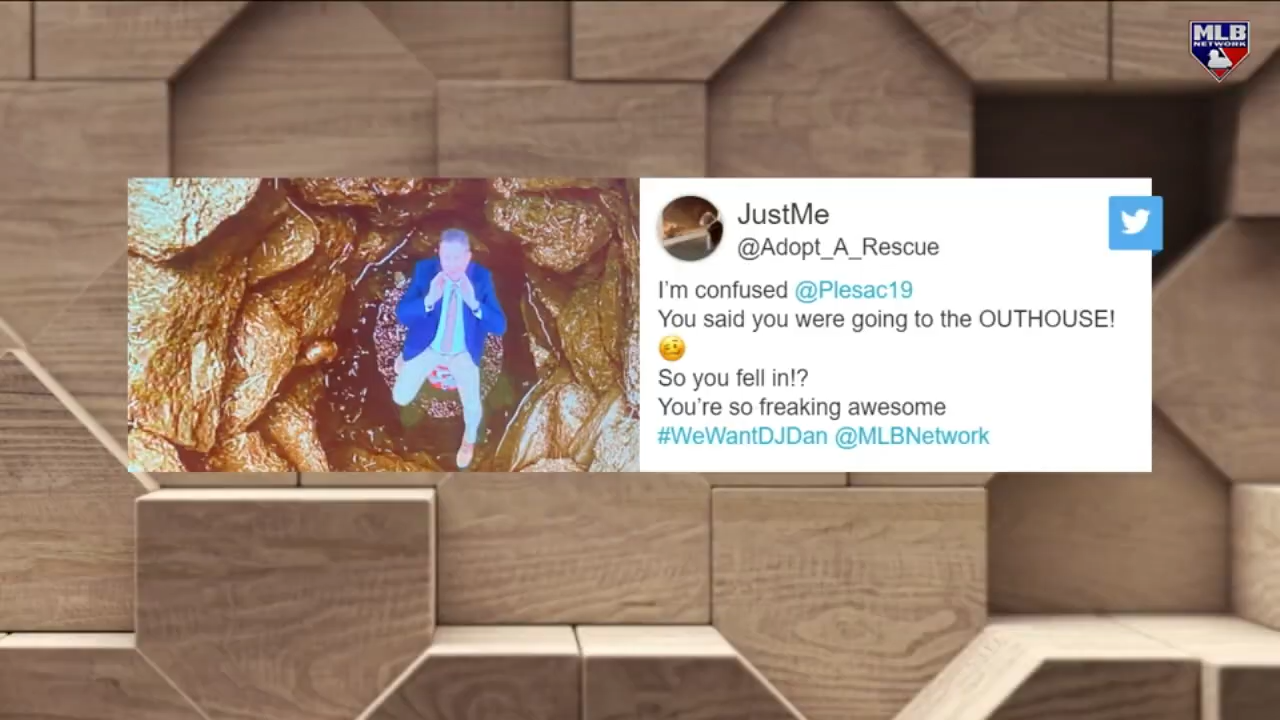 MLB
NETWORK
JustMe
@Adopt_A_Rescue
I'm confused @Plesac19
You said you were going to the OUTHOUSE!
🥴
So you fell in!?
You're so freaking awesome
#WeWantDJDan @MLBNetwork